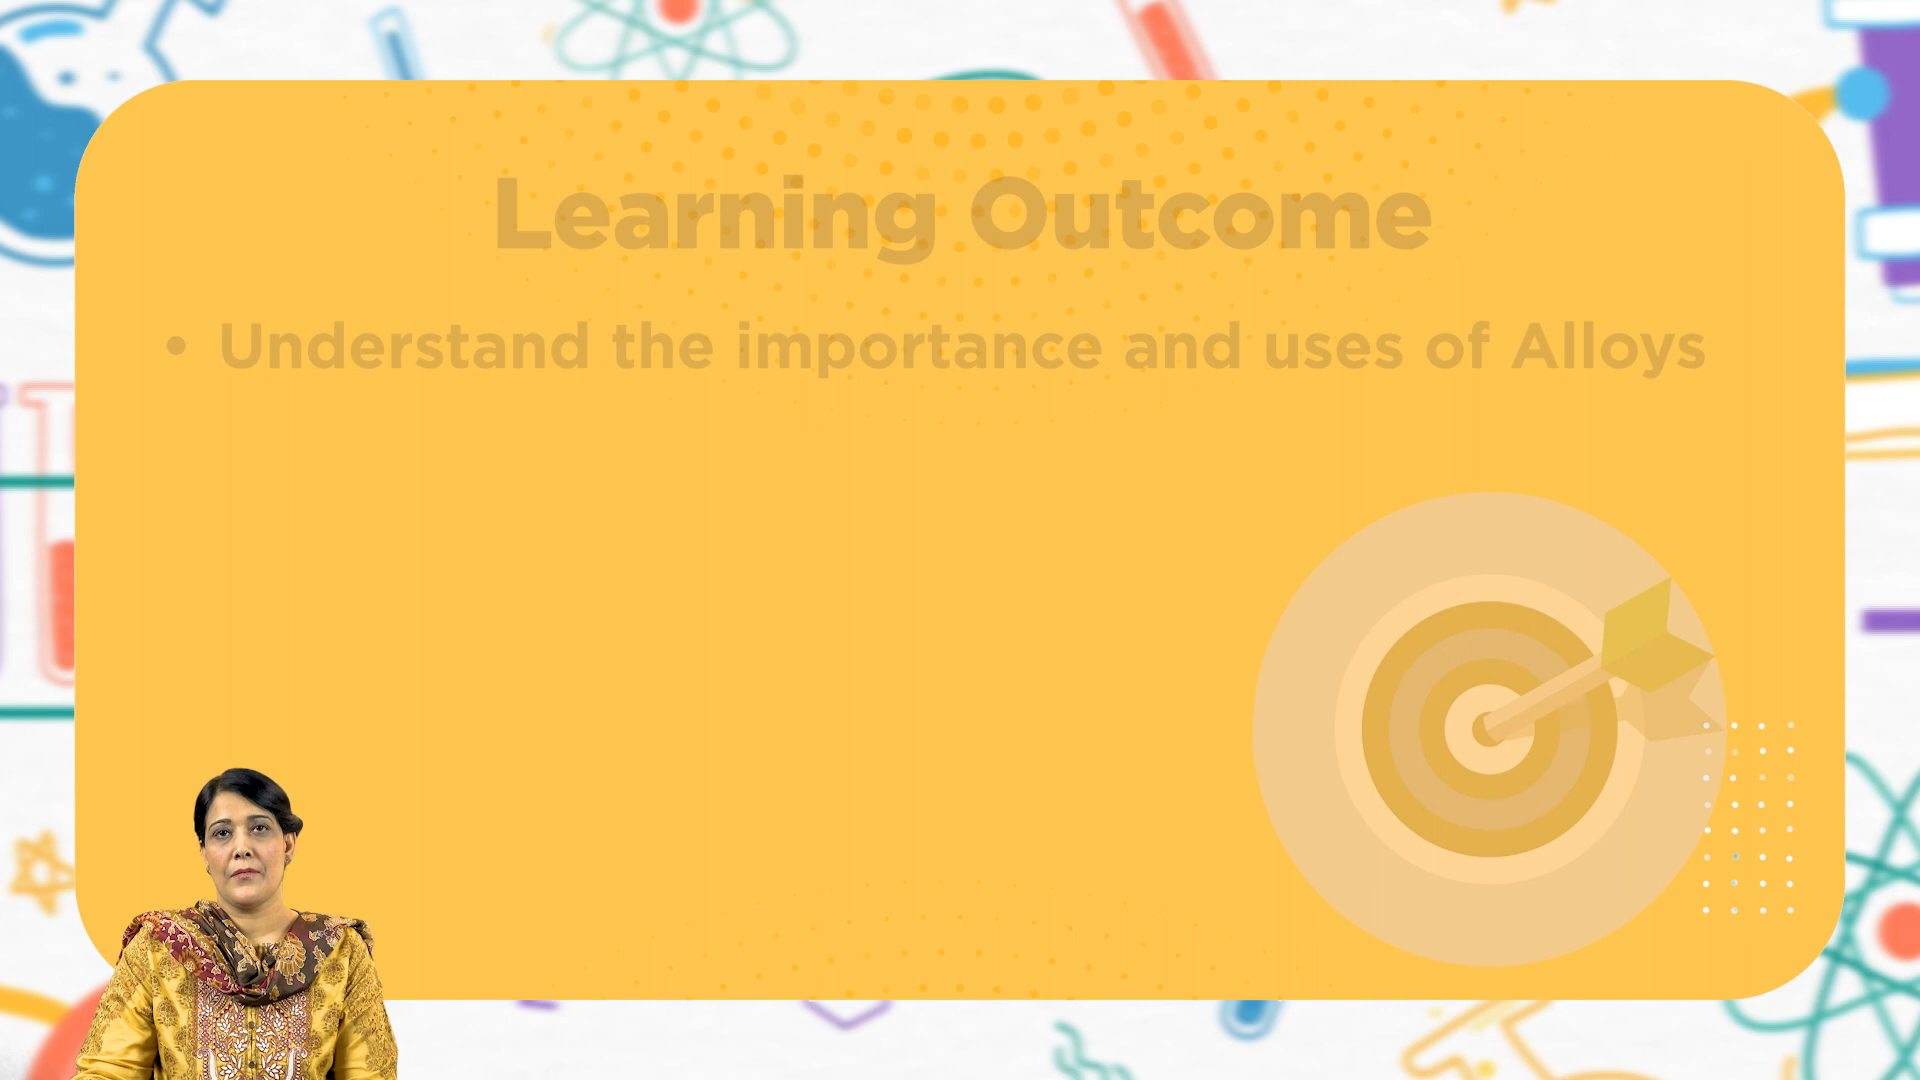 Learning Outcome
• Understand the importance and uses of Alloys